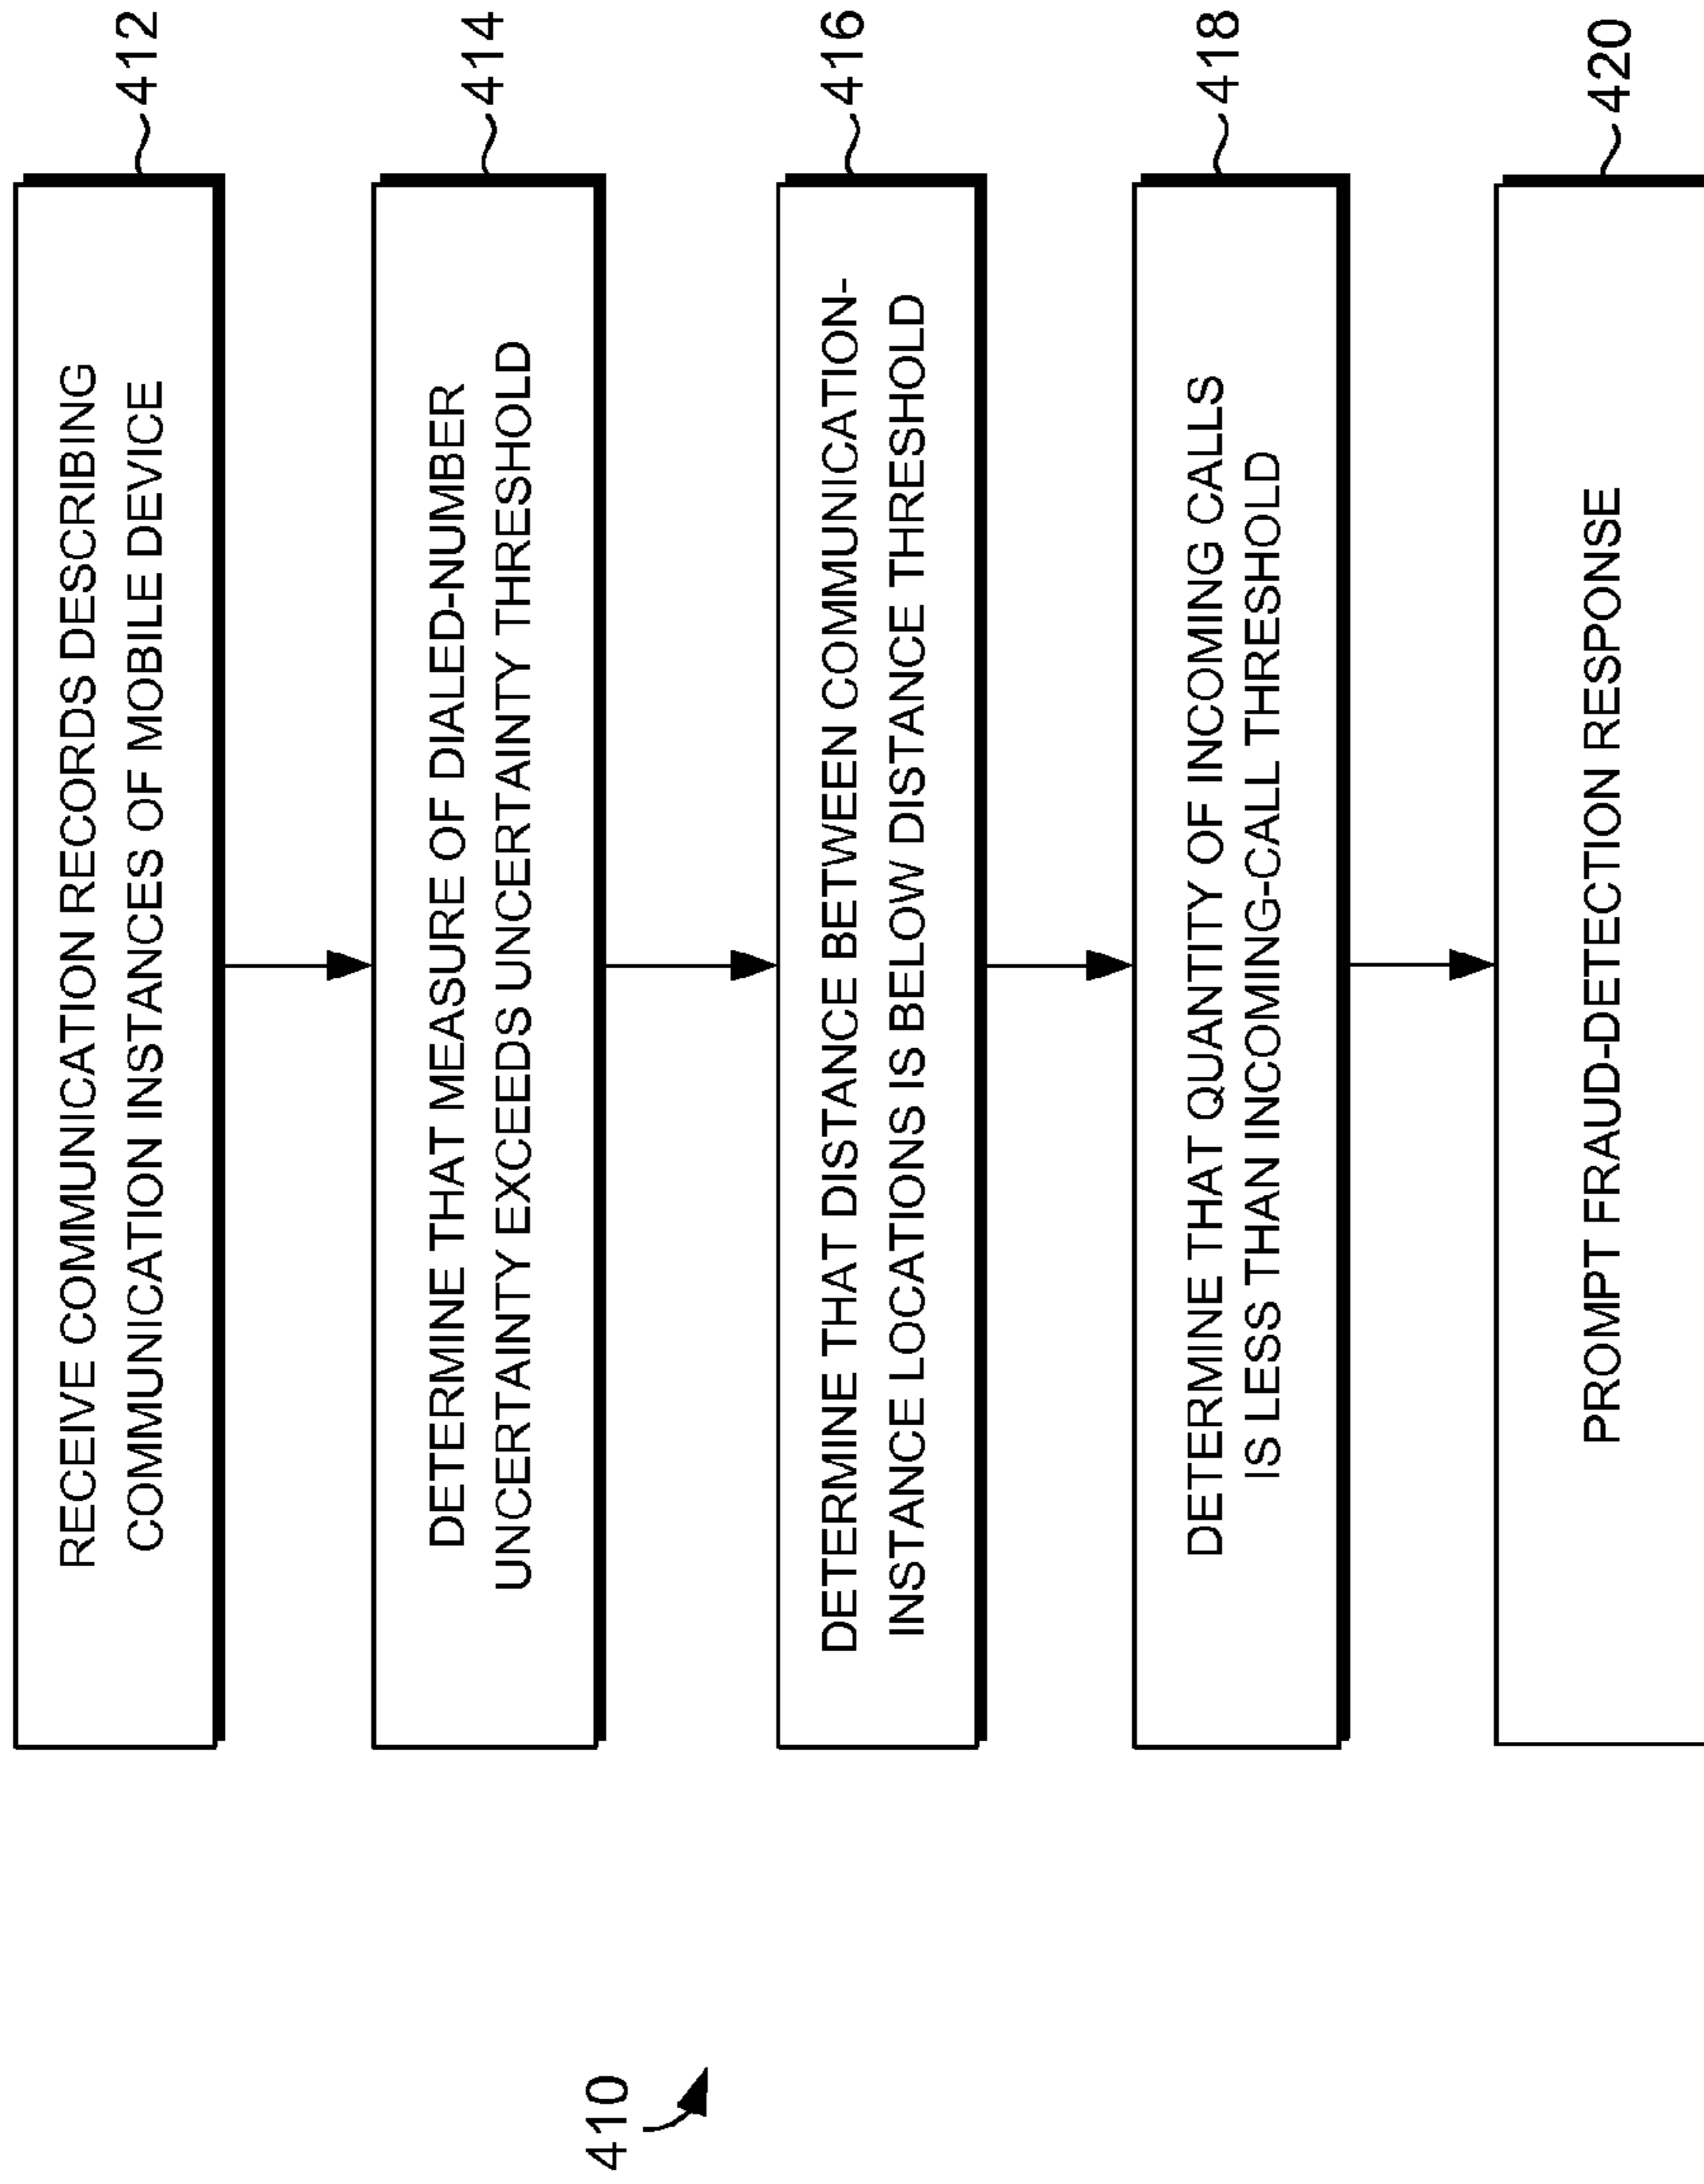 410
RECEIVE COMMUNICATION RECORDS DESCRIBING
COMMUNICATION INSTANCES OF MOBILE DEVICE
412
DETERMINE THAT MEASURE OF DIALED-NUMBER
UNCERTAINTY EXCEEDS UNCERTAINTY THRESHOLD
414
DETERMINE THAT DISTANCE BETWEEN COMMUNICATION-
INSTANCE LOCATIONS IS BELOW DISTANCE THRESHOLD
416
DETERMINE THAT QUANTITY OF INCOMING CALLS
IS LESS THAN INCOMING-CALL THRESHOLD
418
PROMPT FRAUD-DETECTION RESPONSE
420